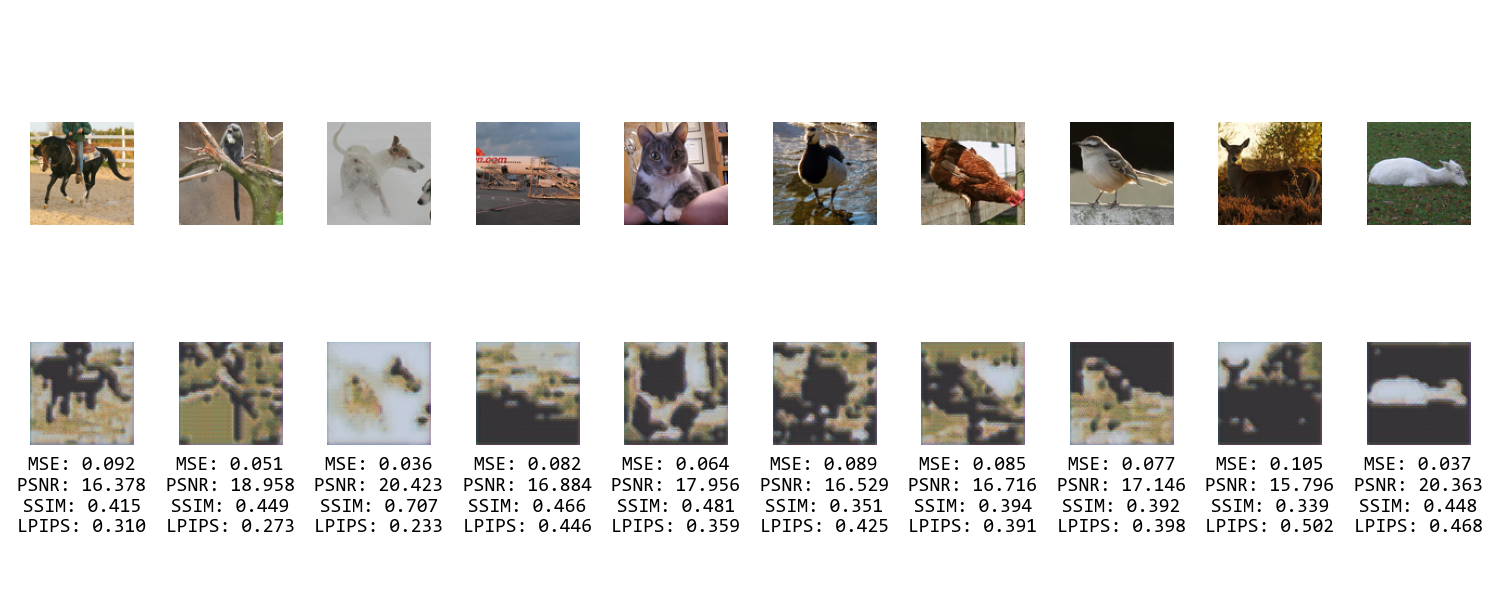 a.com
MSE: 0.092 MSE: 0.051 MSE: 0.036 MSE: 0.082 MSE: 0.064 MSE: 0.089 MSE: 0.085 MSE: 0.077 MSE: 0.105 MSE: 0.037
PSNR: 16.378 PSNR: 18.958 PSNR: 20.423 PSNR: 16.884 PSNR: 17.956 PSNR: 16.529 PSNR: 16.716 PSNR: 17.146 PSNR: 15.796 PSNR: 20.363
SSIM: 0.415 SSIM: 0.449 SSIM: 0.707 SSIM: 0.466 SSIM: 0.481 SSIM: 0.351 SSIM: 0.394 SSIM: 0.392 SSIM: 0.339 SSIM: 0.448
LPIPS: 0.310 LPIPS: 0.273 LPIPS: 0.233 LPIPS: 0.446 LPIPS: 0.359 LPIPS: 0.425 LPIPS: 0.391 LPIPS: 0.398 LPIPS: 0.502 LPIPS: 0.468